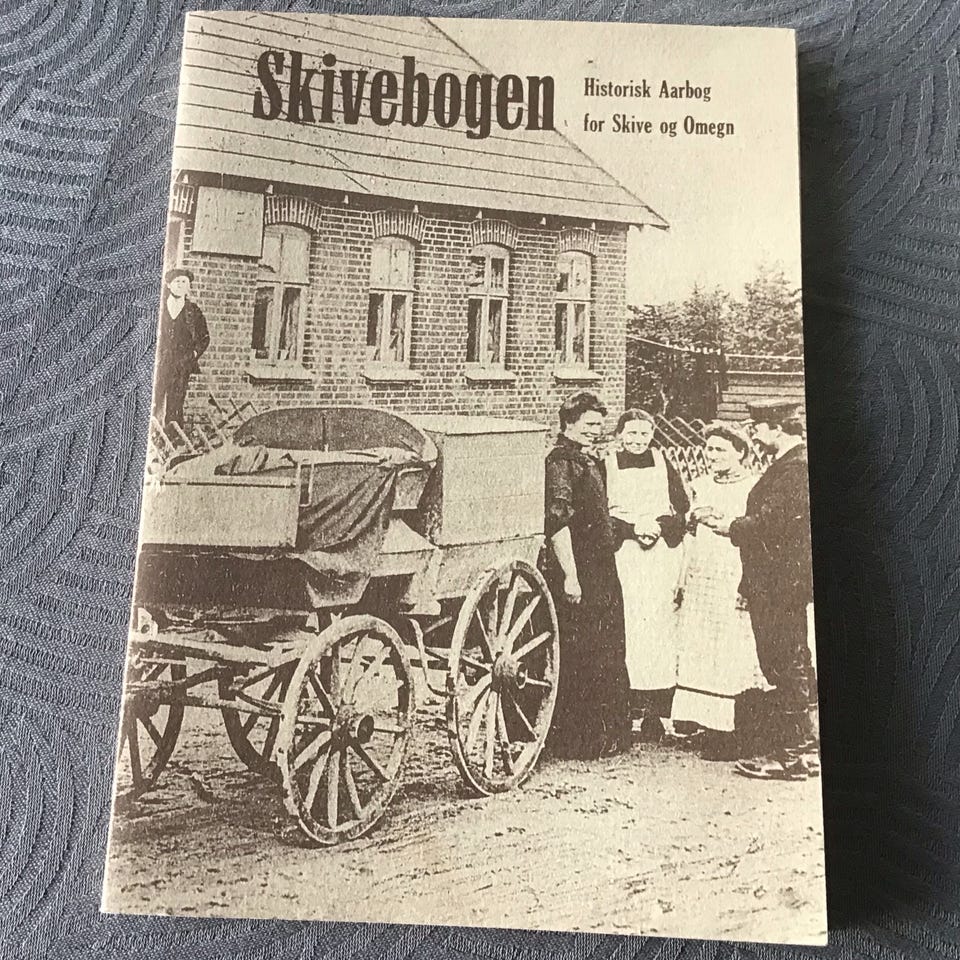 Skivebogen
Historisk Aarbog
for Skive og Omegn